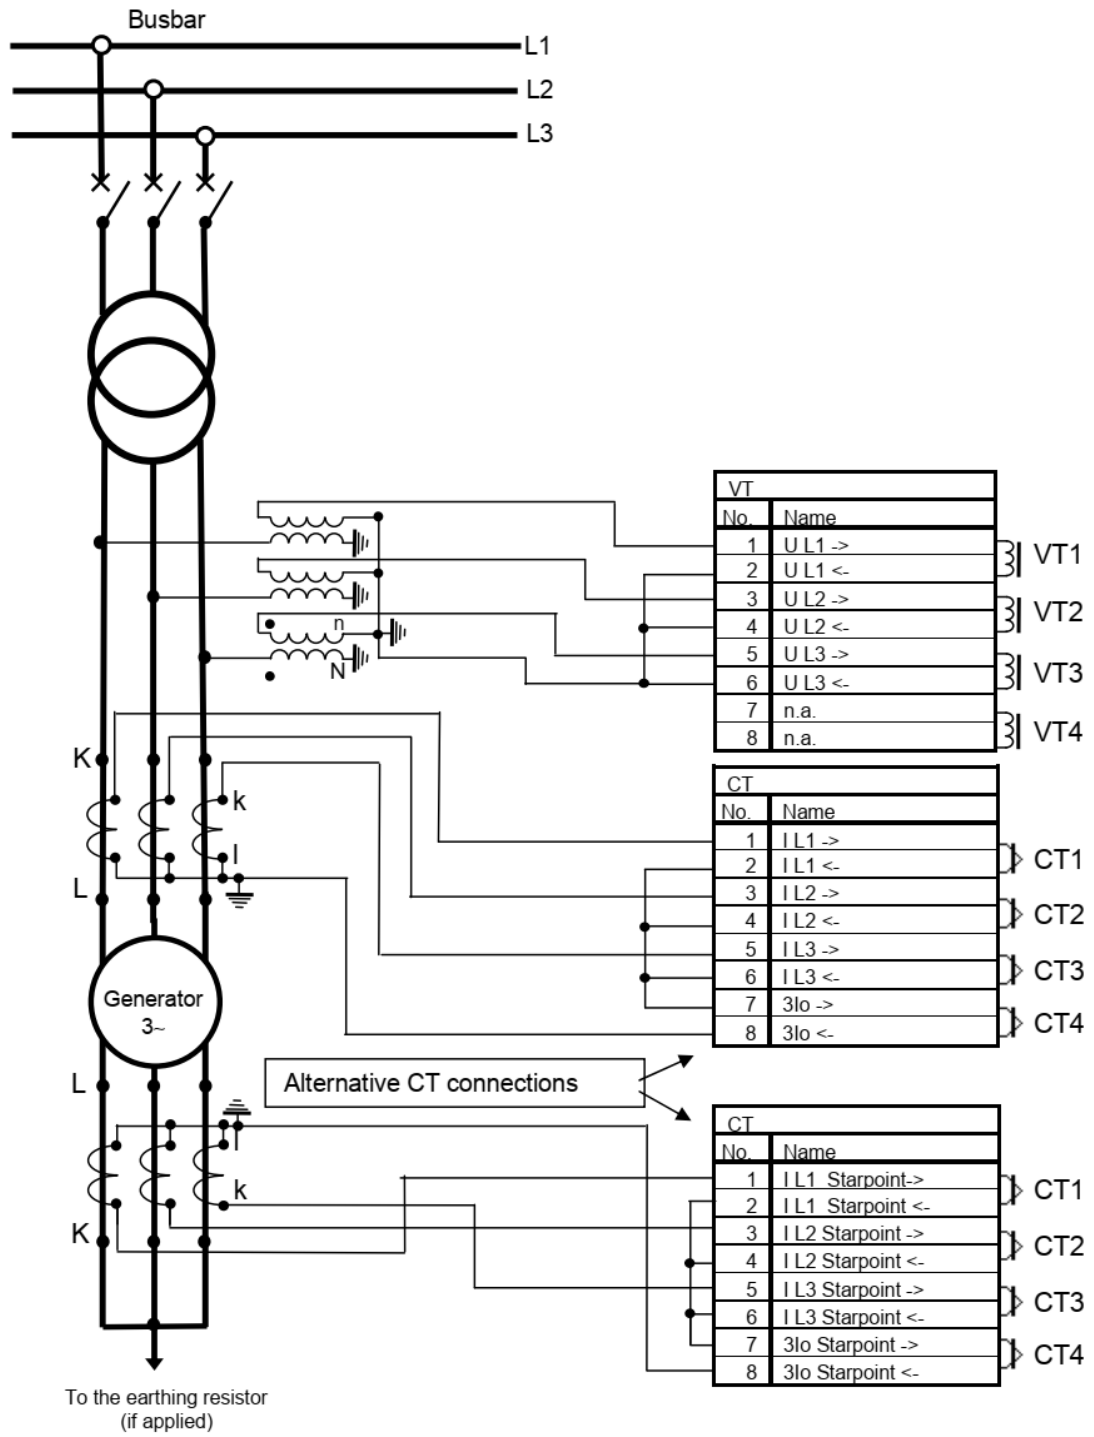 Busbar
L1
L2
L3
VT
No. Name
1 U L1 ->
2 U L1 <-
3 U L2 ->
4 U L2 <-
5 U L3 ->
6 U L3 <-
7 n.a.
8 n.a.
VT1
VT2
VT3
VT4
n
N
K
k
l
L
CT
No. Name
1 I L1 ->
2 I L1 <-
3 I L2 ->
4 I L2 <-
5 I L3 ->
6 I L3 <-
7 3Io ->
8 3Io <-
CT1
CT2
CT3
CT4
Generator
3~
Alternative CT connections
L
l
k
K
CT
No. Name
1 I L1 Starpoint->
2 I L1 Starpoint <-
3 I L2 Starpoint ->
4 I L2 Starpoint <-
5 I L3 Starpoint ->
6 I L3 Starpoint <-
7 3Io Starpoint ->
8 3Io Starpoint <-
CT1
CT2
CT3
CT4
To the earthing resistor
(if applied)